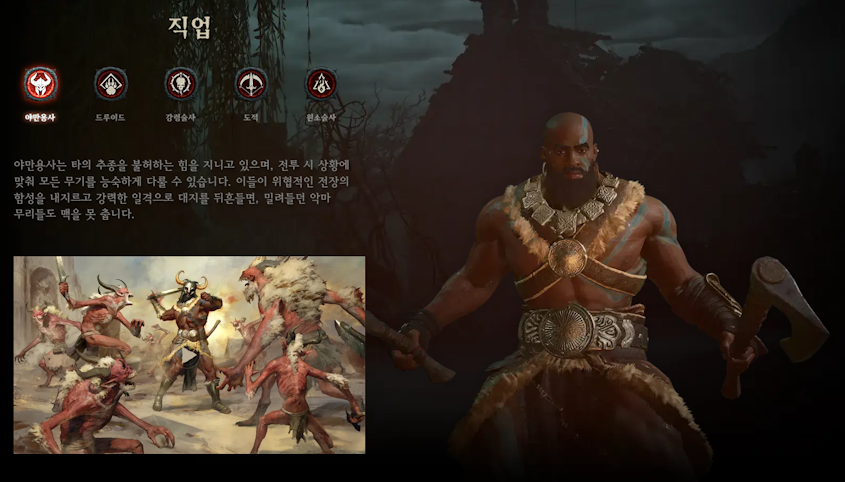 직업
야만용사
드루이드
강령술사
도적
원소술사
야만용사는 타의 추종을 불허하는 힘을 지니고 있으며, 전투 시 상황에
맞춰 모든 무기를 능숙하게 다룰 수 있습니다. 이들이 위협적인 전장의
함성을 내지르고 강력한 일격으로 대지를 뒤흔들면, 밀려들던 악마
무리들도 맥을 못 춥니다.